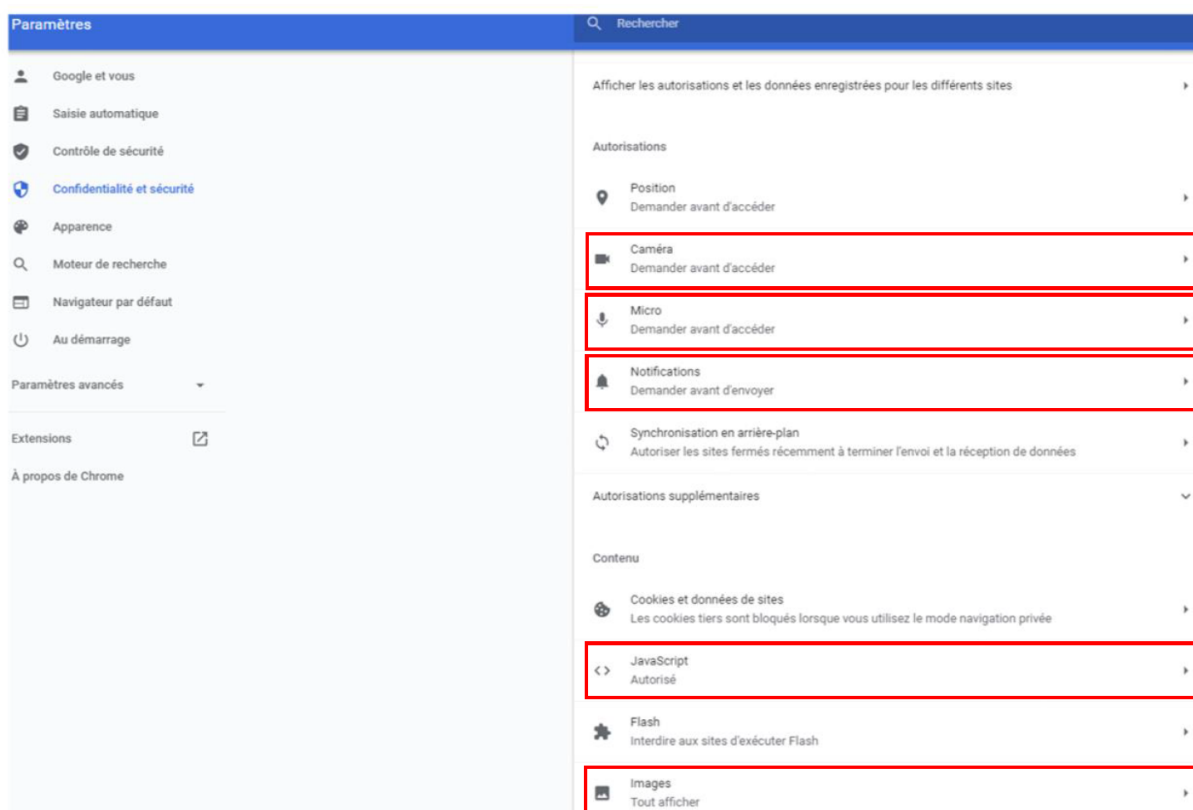 Paramètres
Rechercher
Google et vous
Saisie automatique
Contrôle de sécurité
Confidentialité et sécurité
Apparence
Moteur de recherche
Navigateur par défaut
Au démarrage
Paramètres avancés
Extensions
À propos de Chrome
Afficher les autorisations et les données enregistrées pour les différents sites
Autorisations
Position
Demander avant d'accéder
Caméra
Demander avant d'accéder
Micro
Demander avant d'accéder
Notifications
Demander avant d'envoyer
Synchronisation en arrière-plan
Autoriser les sites fermés récemment à terminer l'envoi et la réception de données
Autorisations supplémentaires
Contenu
Cookies et données de sites
Les cookies tiers sont bloqués lorsque vous utilisez le mode navigation privée
JavaScript
Autorisé
Flash
Interdire aux sites d'exécuter Flash
Images
Tout afficher